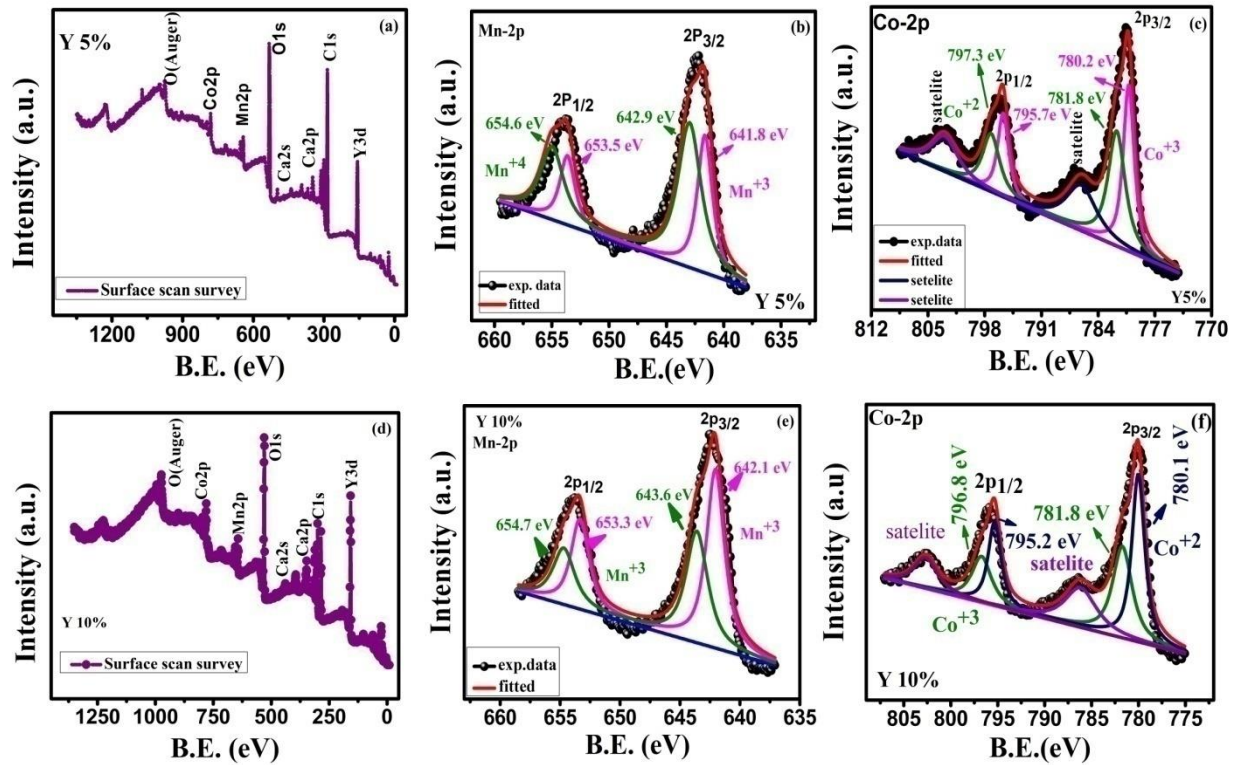 (a)
Y 5%
O(Auger)
Co2p
Mn2p
O1s
Ca2s
Ca2p
C1s
Y3d
Intensity (a.u.)
Surface scan survey
1200 900 600 300 0
B.E. (eV)
(b)
Mn-2p
2P3/2
2P1/2
654.6 eV
653.5 eV
642.9 eV
641.8 eV
Mn+4
Mn+3
Intensity (a.u.)
exp. data
fitted
Y 5%
660 655 650 645 640 635
B.E.(eV)
(c)
Co-2p
2p3/2
797.3 eV
780.2 eV
2p1/2
satelite
Co+2
795.7e V
satelite
781.8 eV
Co+3
Intensity (a.u.)
exp.data
fitted
setelite
setelite
Y5%
812 805 798 791 784 777 770
B.E. (eV)
(d)
O(Auger)
Co2p
Mn2p
O1s
Ca2s
Ca2p
C1s
Y3d
Intensity (a.u)
Y 10%
Surface scan survey
1250 1000 750 500 250 0
B.E. (eV)
Y 10%
(e)
Mn-2p
2p3/2
2p1/2
654.7 eV
653.3 eV
643.6 eV
642.1 eV
Mn+3
Mn+3
Intensity (a.u.)
exp.data
fitted
660 655 650 645 640 635
B.E. (eV)
(f)
Co-2p
2p3/2
780.1 eV
796.8 eV
2p1/2
781.8 eV
satelite
795.2 eV
satelite
Co+2
Co+3
Intensity (a.u.)
Y 10%
805 800 795 790 785 780 775
B.E.(eV)